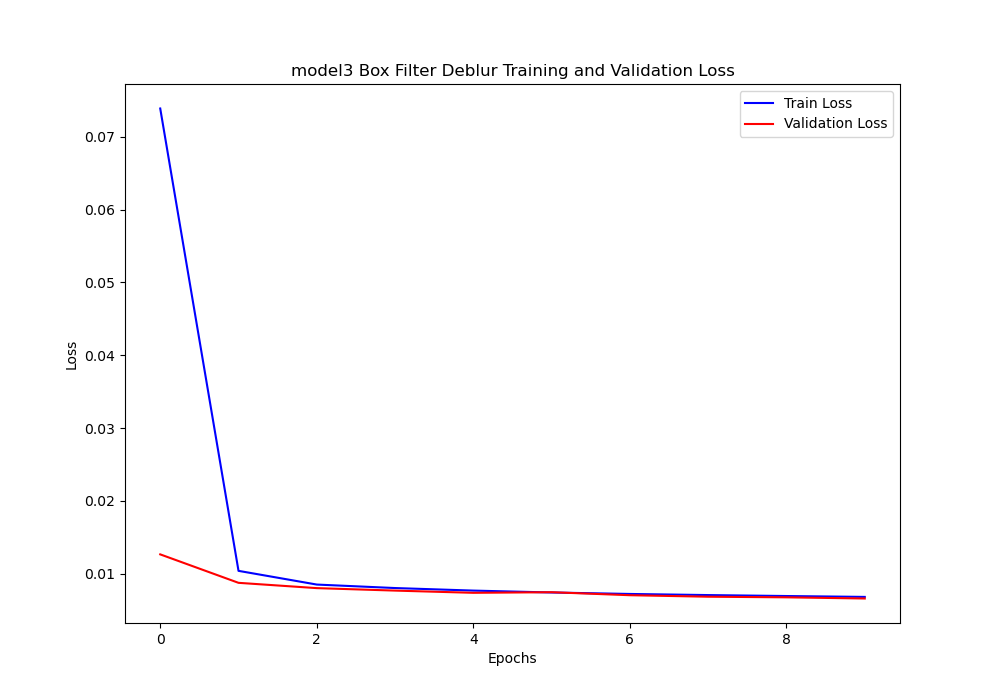 model3 Box Filter Deblur Training and Validation Loss
Train Loss
Validation Loss
0.07
0.06
0.05
0.04
0.03
0.02
0.01
Loss
0 2 4 6 8
Epochs